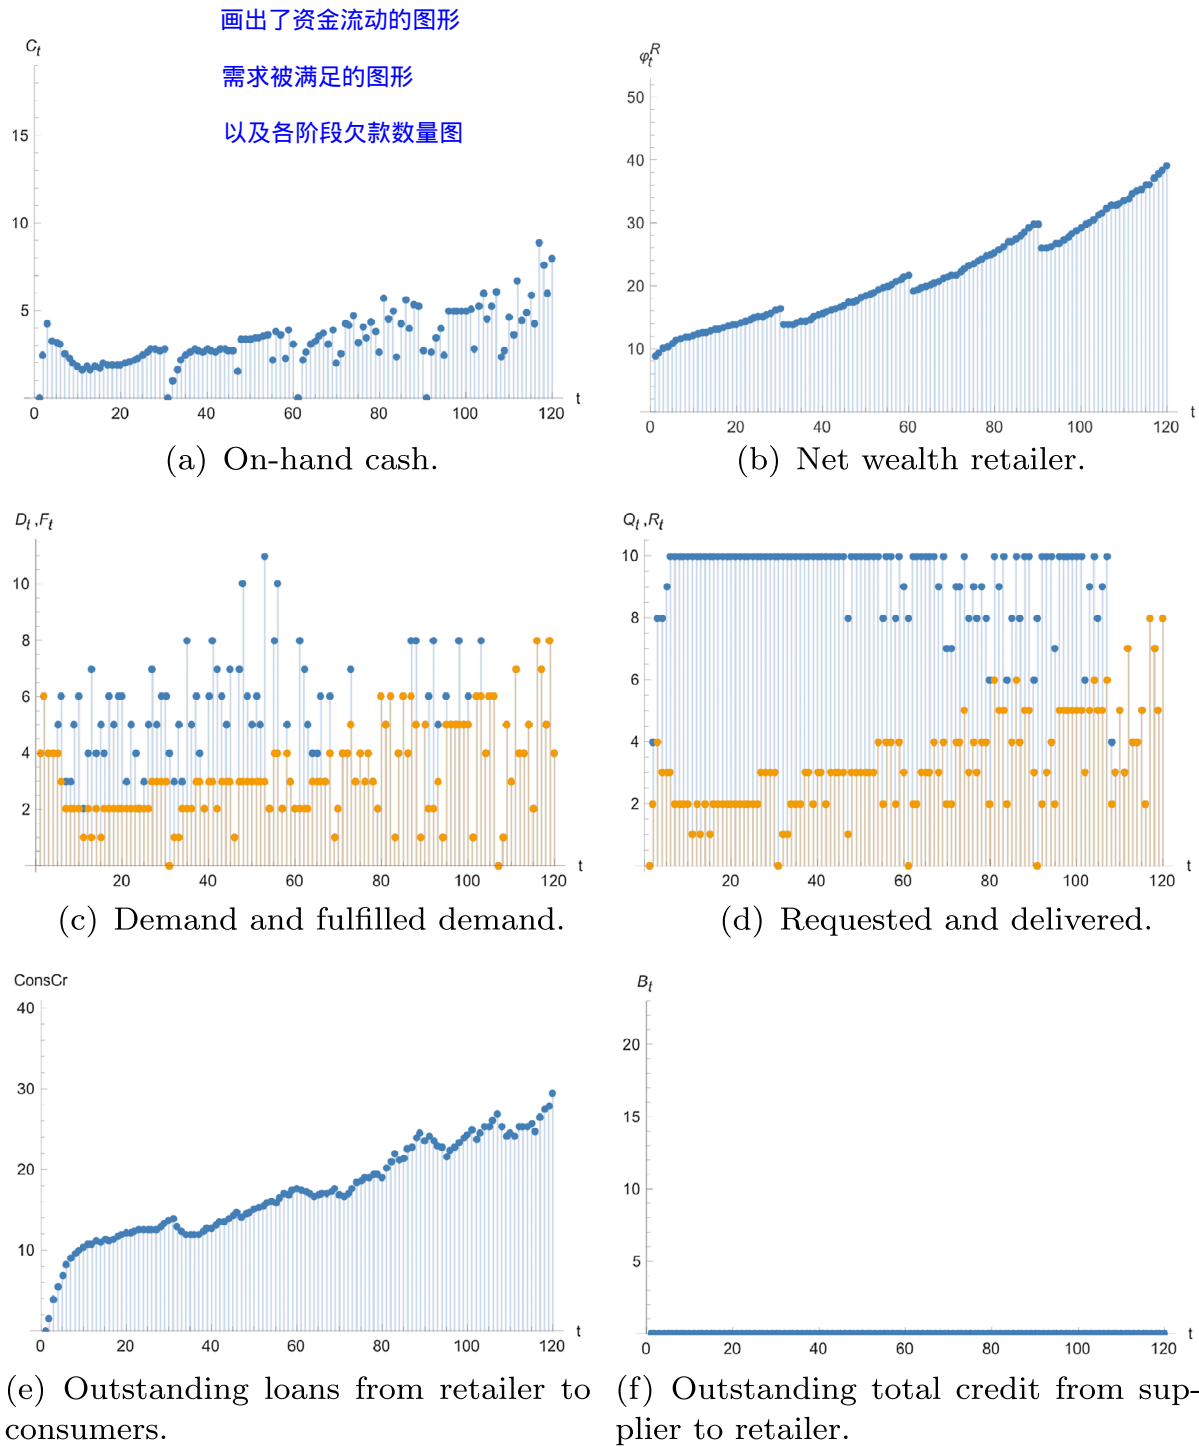 画出了资金流动的图形
C_t
需求被满足的图形
以及各阶段欠款数量图
15
10
5
0 20 40 60 80 100 120 t
(a) On-hand cash.
φ_t^R
50
40
30
20
10
0 20 40 60 80 100 120 t
(b) Net wealth retailer.
D_t ,F_t
10
8
6
4
2
20 40 60 80 100 120 t
(c) Demand and fulfilled demand.
Q_t ,R_t
10
8
6
4
2
20 40 60 80 100 120 t
(d) Requested and delivered.
ConsCr
40
30
20
10
0 20 40 60 80 100 120 t
(e) Outstanding loans from retailer to
consumers.
B_t
20
15
10
5
0 20 40 60 80 100 120 t
(f) Outstanding total credit from sup-
plier to retailer.